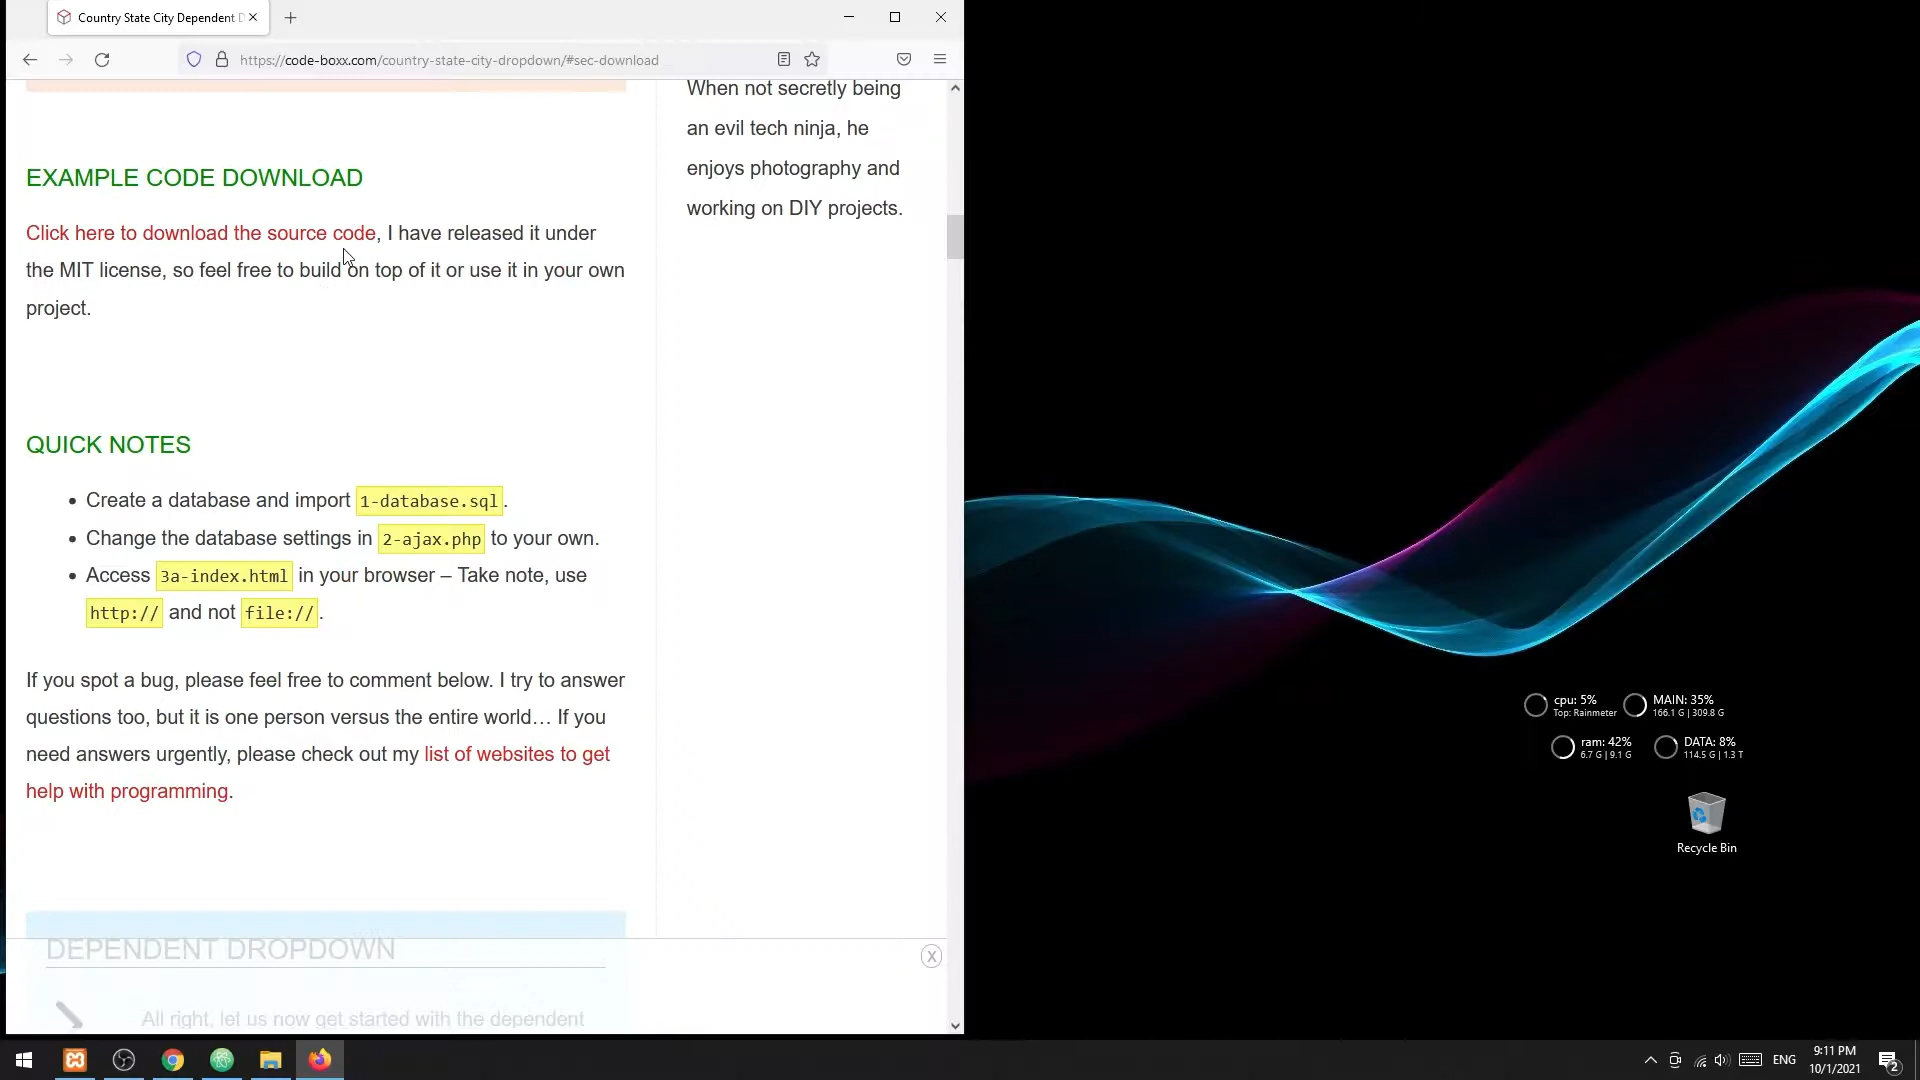 Country State City Dependent D
https://code-boxx.com/country-state-city-dropdown/#sec-download
EXAMPLE CODE DOWNLOAD
Click here to download the source code, I have released it under
the MIT license, so feel free to build on top of it or use it in your own
project.
QUICK NOTES
Create a database and import 1-database.sql.
Change the database settings in 2-ajax.php to your own.
Access 3a-index.html in your browser – Take note, use
http:// and not file://.
If you spot a bug, please feel free to comment below. I try to answer
questions too, but it is one person versus the entire world… If you
need answers urgently, please check out my list of websites to get
help with programming.
DEPENDENT DROPDOWN
All right, let us now get started with the dependent
When not secretly being
an evil tech ninja, he
enjoys photography and
working on DIY projects.
X
cpu: 5%
Top: Rainmeter
MAIN: 35%
166.1 G | 309.8 G
ram: 42%
6.7 G | 9.1 G
DATA: 8%
114.5 G | 1.3 T
Recycle Bin
ENG
9:11 PM
10/1/2021
2